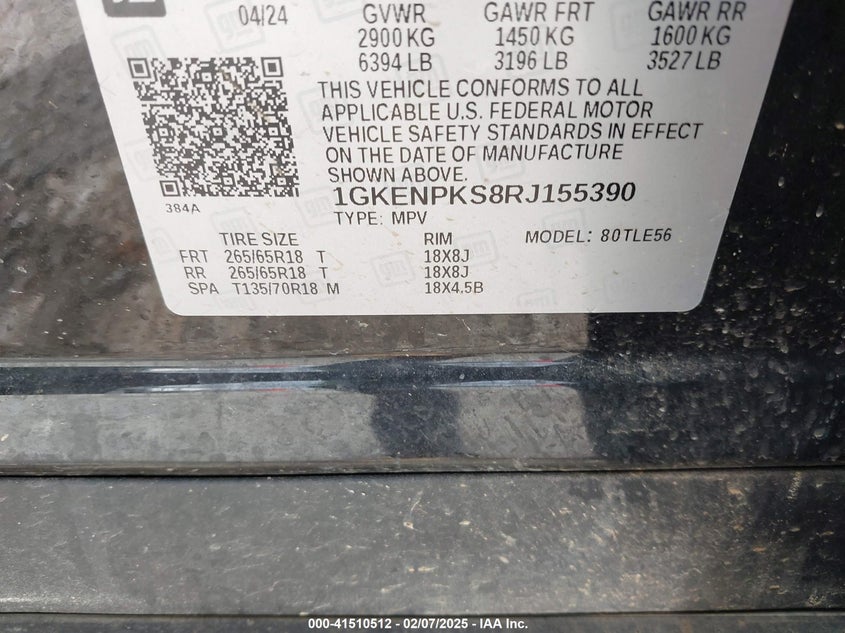 04/24 GVWR GAWR FRT GAWR RR
2900 KG 1450 KG 1600 KG
6394 LB 3196 LB 3527 LB
THIS VEHICLE CONFORMS TO ALL
APPLICABLE U.S. FEDERAL MOTOR
VEHICLE SAFETY STANDARDS IN EFFECT
ON THE DATE OF MANUFACTURE
SHOWN ABOVE.
384A
1GKENPKS8RJ155390
TYPE: MPV
TIRE SIZE RIM MODEL: 80TLE56
FRT 265/65R18 T 18X8J
RR 265/65R18 T 18X8J
SPA T135/70R18 M 18X4.5B
000-41510512 — 02/07/2025 — © IAA Inc.